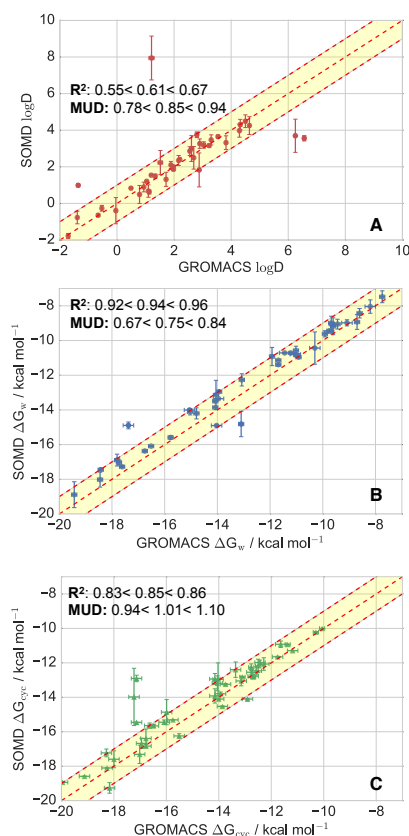 10
8
6
4
2
0
−2
SOMD logD
R²: 0.55< 0.61< 0.67
MUD: 0.78< 0.85< 0.94
A
−2 0 2 4 6 8 10
GROMACS logD
−8
−10
−12
−14
−16
−18
−20
SOMD ΔG_w / kcal mol⁻¹
R²: 0.92< 0.94< 0.96
MUD: 0.67< 0.75< 0.84
B
−20 −18 −16 −14 −12 −10 −8
GROMACS ΔG_w / kcal mol⁻¹
−8
−10
−12
−14
−16
−18
−20
SOMD ΔG_cyc / kcal mol⁻¹
R²: 0.83< 0.85< 0.86
MUD: 0.94< 1.01< 1.10
C
−20 −18 −16 −14 −12 −10 −8
GROMACS ΔG_cyc / kcal mol⁻¹